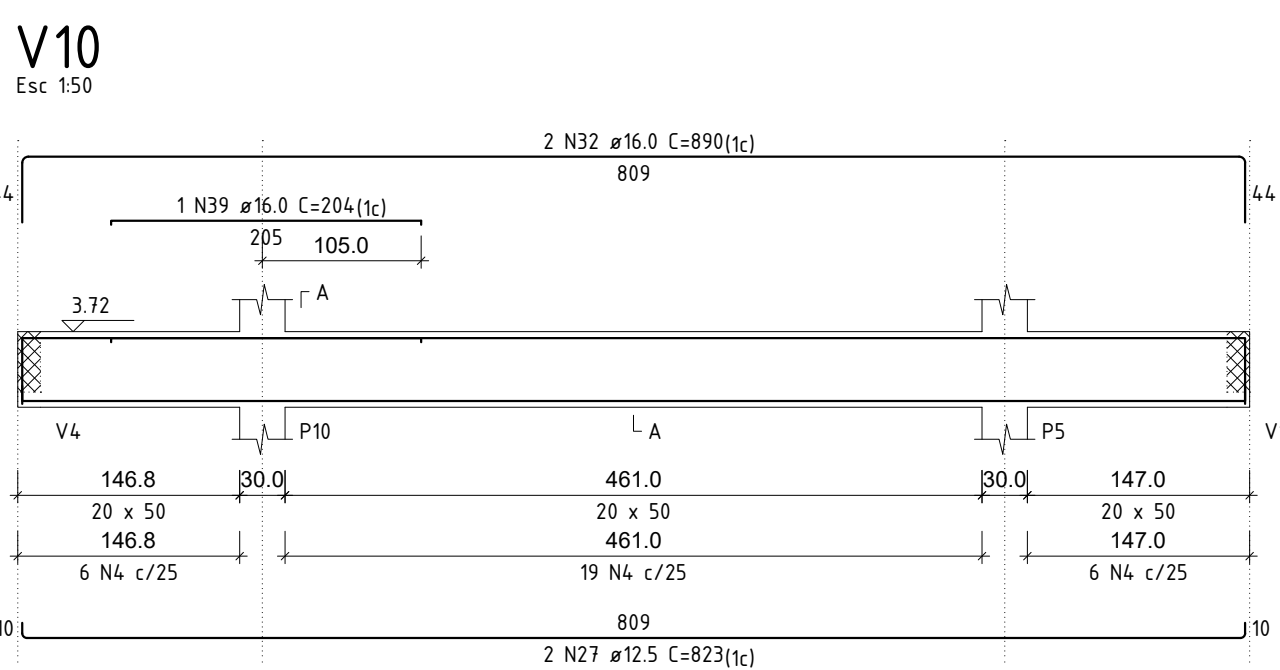 V10
Esc 1:50
2 N32 ø16.0 C=890(1c)
809
44
1 N39 ø16.0 C=204(1c)
205
105.0
A
3.72
V4
P10
A
P5
V
146.8 30.0 461.0 30.0 147.0
20 x 50 20 x 50 20 x 50
146.8 461.0 147.0
6 N4 c/25 19 N4 c/25 6 N4 c/25
809
10 10
2 N27 ø12.5 C=823(1c)